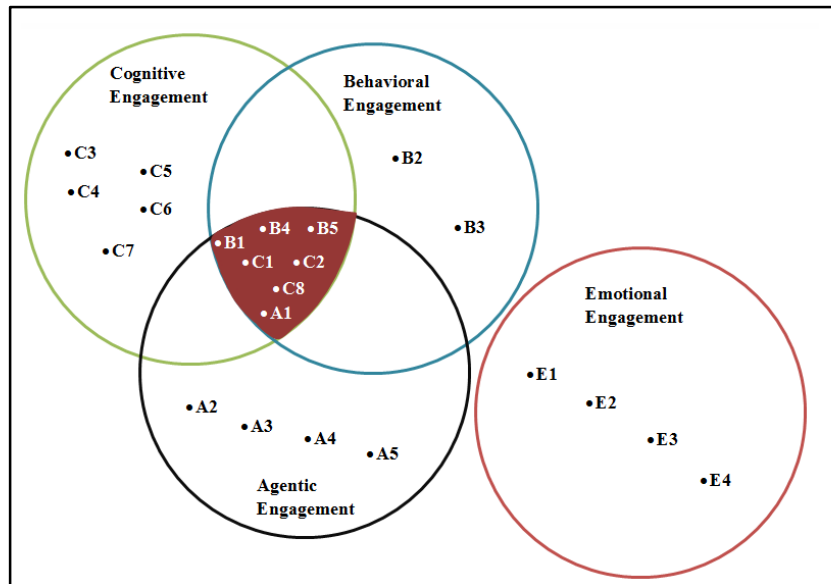 Cognitive
Engagement
Behavioral
Engagement
C3
C5
C4
C6
C7
B2
B3
B4
B5
B1
C1
C2
C8
A1
Emotional
Engagement
E1
E2
E3
E4
A2
A3
A4
A5
Agentic
Engagement